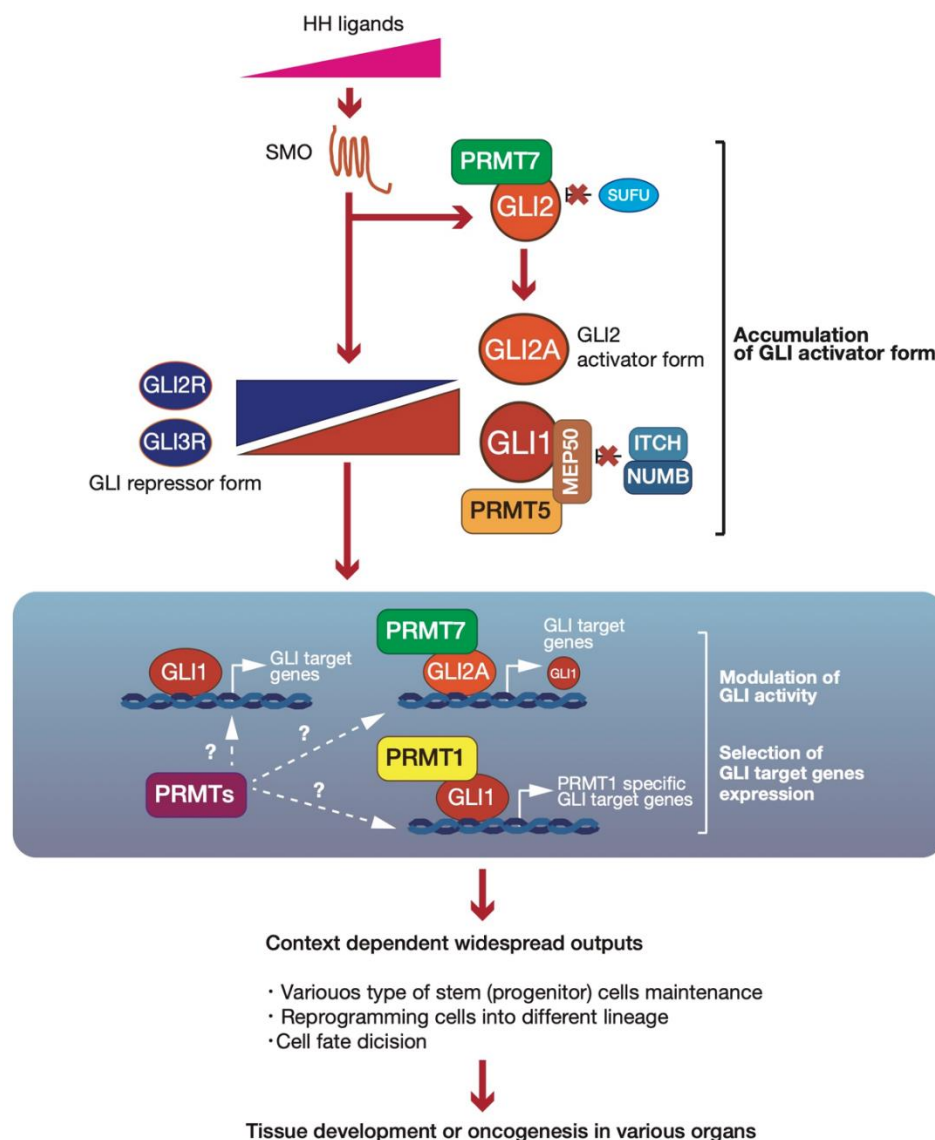 HH ligands
SMO
PRMT7
GLI2
SUFU
GLI2A
GLI2
activator form
Accumulation
of GLI activator form
GLI2R
GLI3R
GLI repressor form
GLI1
MEP50
ITCH
NUMB
PRMT5
GLI1
GLI target
genes
PRMT7
GLI2A
GLI target
genes
GLI1
Modulation of
GLI activity
?
?
?
PRMTs
PRMT1
GLI1
PRMT1 specific
GLI target genes
Selection of
GLI target genes
expression
Context dependent widespread outputs
・Variouos type of stem (progenitor) cells maintenance
・Reprogramming cells into different lineage
・Cell fate dicision
Tissue development or oncogenesis in various organs